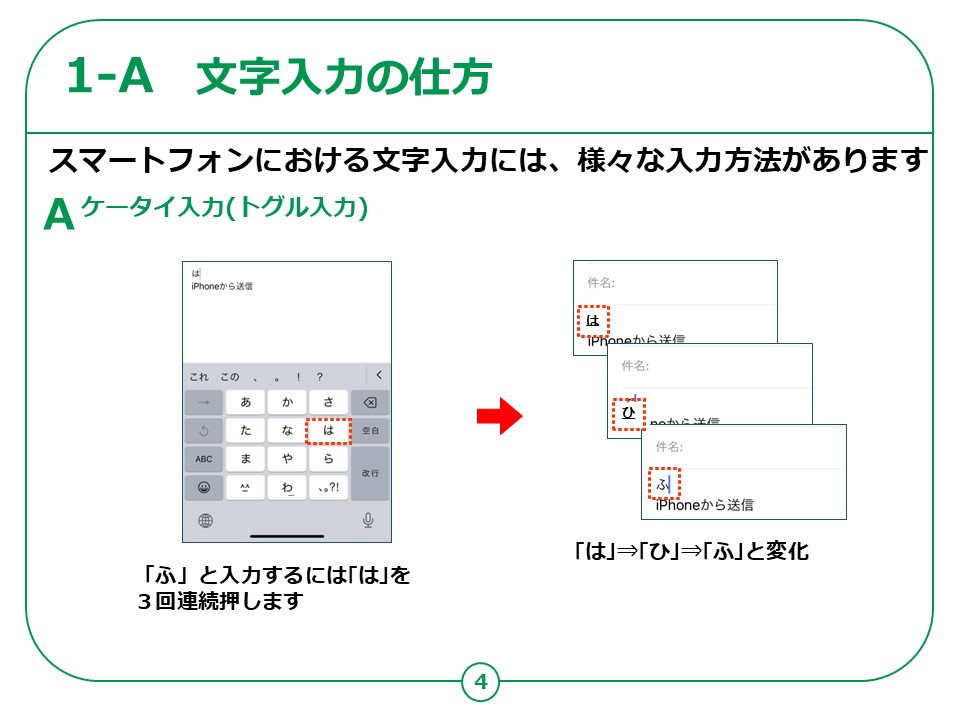 1-A 文字入力の仕方
スマートフォンにおける文字入力には、様々な入力方法があります
A ケータイ入力(トグル入力)
は
iPhoneから送信
これ この 、 。 ! ? <
→ あ か さ
た な は 空白
ABC ま や ら 改行
^^ わ 、。?!
「ふ」と入力するには｢は｣を
３回連続押します
件名:
は
iPhoneから送信
件名:
ひ
neから送信
件名:
ふ
iPhoneから送信
｢は｣⇒｢ひ｣⇒｢ふ｣と変化
4